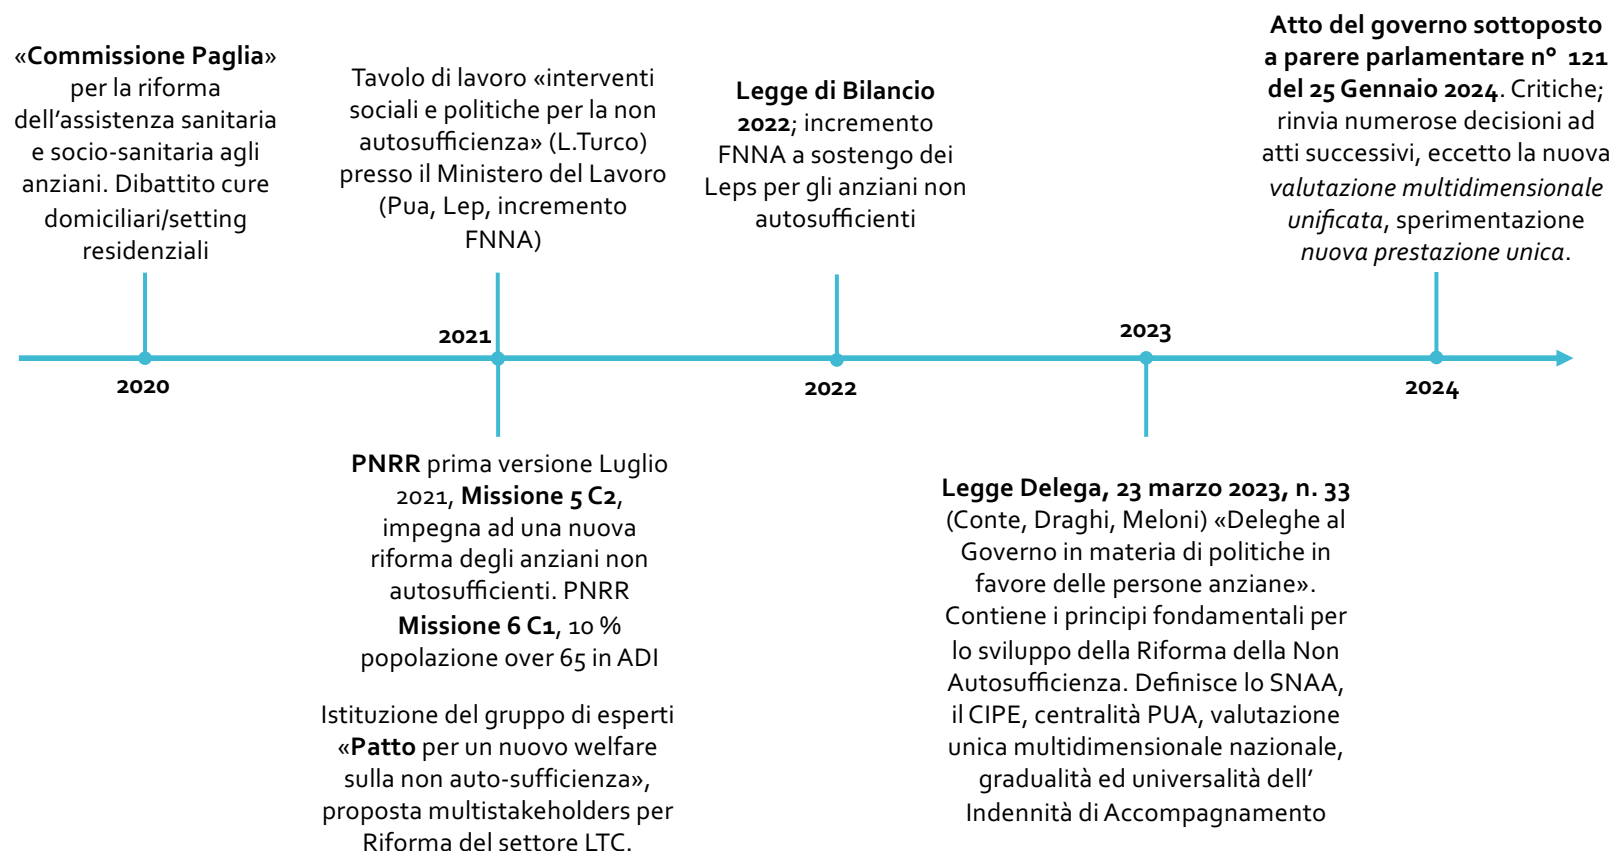 «Commissione Paglia»
per la riforma
dell’assistenza sanitaria
e socio-sanitaria agli
anziani. Dibattito cure
domiciliari/setting
residenziali
2020
Tavolo di lavoro «interventi
sociali e politiche per la non
autosufficienza» (L.Turco)
presso il Ministero del Lavoro
(Pua, Lep, incremento
FNNA)
2021
PNRR prima versione Luglio
2021, Missione 5 C2,
impegna ad una nuova
riforma degli anziani non
autosufficienti. PNRR
Missione 6 C1, 10 %
popolazione over 65 in ADI
Istituzione del gruppo di esperti
«Patto per un nuovo welfare
sulla non auto-sufficienza»,
proposta multistakeholders per
Riforma del settore LTC.
Legge di Bilancio
2022; incremento
FNNA a sostengo dei
Leps per gli anziani non
autosufficienti
2022
2023
Legge Delega, 23 marzo 2023, n. 33
(Conte, Draghi, Meloni) «Deleghe al
Governo in materia di politiche in
favore delle persone anziane».
Contiene i principi fondamentali per
lo sviluppo della Riforma della Non
Autosufficienza. Definisce lo SNAA,
il CIPE, centralità PUA, valutazione
unica multidimensionale nazionale,
gradualità ed universalità dell’
Indennità di Accompagnamento
Atto del governo sottoposto
a parere parlamentare n° 121
del 25 Gennaio 2024. Critiche;
rinvia numerose decisioni ad
atti successivi, eccetto la nuova
valutazione multidimensionale
unificata, sperimentazione
nuova prestazione unica.
2024